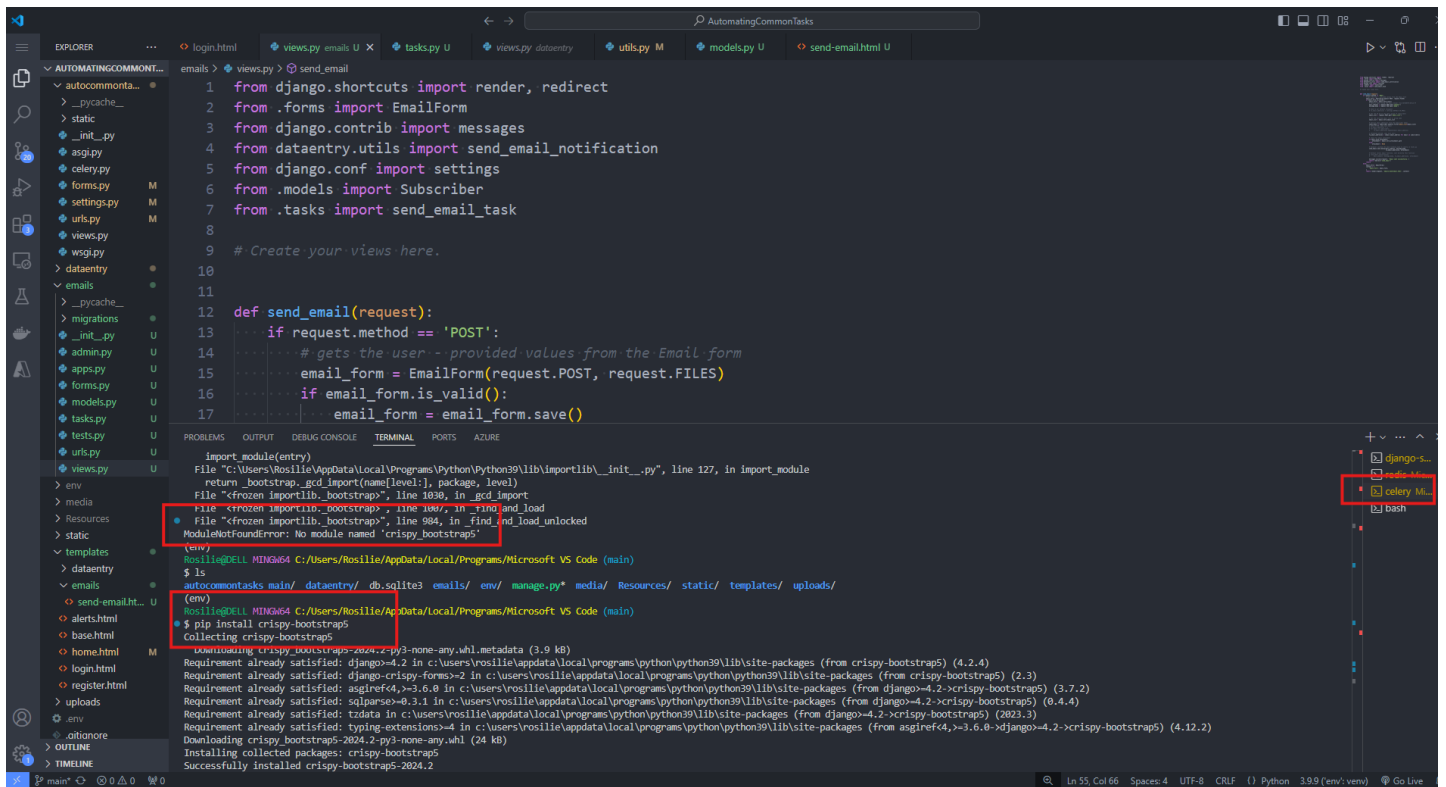 AutomatingCommonTasks
EXPLORER
login.html
views.py emails U
tasks.py U
views.py dataentry
utils.py M
models.py U
send-email.html U
AUTOMATINGCOMMONT...
autocommonta...
__pycache__
static
__init__.py
asgi.py
celery.py
forms.py M
settings.py M
urls.py M
views.py
wsgi.py
dataentry
emails
__pycache__
migrations
__init__.py U
admin.py U
apps.py U
forms.py U
models.py U
tasks.py U
tests.py U
urls.py U
views.py U
env
media
Resources
static
templates
dataentry
emails
send-email.ht... U
alerts.html
base.html
home.html M
login.html
register.html
uploads
.env
.gitignore
OUTLINE
TIMELINE
20
3
1
emails > views.py > send_email
1 from django.shortcuts import render, redirect
2 from .forms import EmailForm
3 from django.contrib import messages
4 from dataentry.utils import send_email_notification
5 from django.conf import settings
6 from .models import Subscriber
7 from .tasks import send_email_task
8
9 # Create your views here.
10
11
12 def send_email(request):
13 if request.method == 'POST':
14 # gets the user - provided values from the Email form
15 email_form = EmailForm(request.POST, request.FILES)
16 if email_form.is_valid():
17 email_form = email_form.save()
PROBLEMS OUTPUT DEBUG CONSOLE TERMINAL PORTS AZURE
import_module(entry)
File "C:\Users\Rosilie\AppData\Local\Programs\Python\Python39\lib\importlib\__init__.py", line 127, in import_module
return _bootstrap._gcd_import(name[level:], package, level)
File "<frozen importlib._bootstrap>", line 1030, in _gcd_import
File "<frozen importlib._bootstrap>", line 1007, in _find_and_load
File "<frozen importlib._bootstrap>", line 984, in _find_and_load_unlocked
ModuleNotFoundError: No module named 'crispy_bootstrap5'
(env)
Rosilie@DELL MINGW64 C:/Users/Rosilie/AppData/Local/Programs/Microsoft VS Code (main)
$ ls
autocommontasks_main/ dataentry/ db.sqlite3 emails/ env/ manage.py* media/ Resources/ static/ templates/ uploads/
(env)
Rosilie@DELL MINGW64 C:/Users/Rosilie/AppData/Local/Programs/Microsoft VS Code (main)
$ pip install crispy-bootstrap5
Collecting crispy-bootstrap5
Downloading crispy_bootstrap5-2024.2-py3-none-any.whl.metadata (3.9 kB)
Requirement already satisfied: django>=4.2 in c:\users\rosilie\appdata\local\programs\python\python39\lib\site-packages (from crispy-bootstrap5) (4.2.4)
Requirement already satisfied: django-crispy-forms>=2 in c:\users\rosilie\appdata\local\programs\python\python39\lib\site-packages (from crispy-bootstrap5) (2.3)
Requirement already satisfied: asgiref<4,>=3.6.0 in c:\users\rosilie\appdata\local\programs\python\python39\lib\site-packages (from django>=4.2->crispy-bootstrap5) (3.7.2)
Requirement already satisfied: sqlparse>=0.3.1 in c:\users\rosilie\appdata\local\programs\python\python39\lib\site-packages (from django>=4.2->crispy-bootstrap5) (0.4.4)
Requirement already satisfied: tzdata in c:\users\rosilie\appdata\local\programs\python\python39\lib\site-packages (from django>=4.2->crispy-bootstrap5) (2023.3)
Requirement already satisfied: typing-extensions>=4 in c:\users\rosilie\appdata\local\programs\python\python39\lib\site-packages (from asgiref<4,>=3.6.0->django>=4.2->crispy-bootstrap5) (4.12.2)
Downloading crispy_bootstrap5-2024.2-py3-none-any.whl (24 kB)
Installing collected packages: crispy-bootstrap5
Successfully installed crispy-bootstrap5-2024.2
django-s...
redis Mic...
celery Mi...
bash
main* 0 0 0 Ln 55, Col 66 Spaces: 4 UTF-8 CRLF {} Python 3.9.9 ('env': venv) Go Live